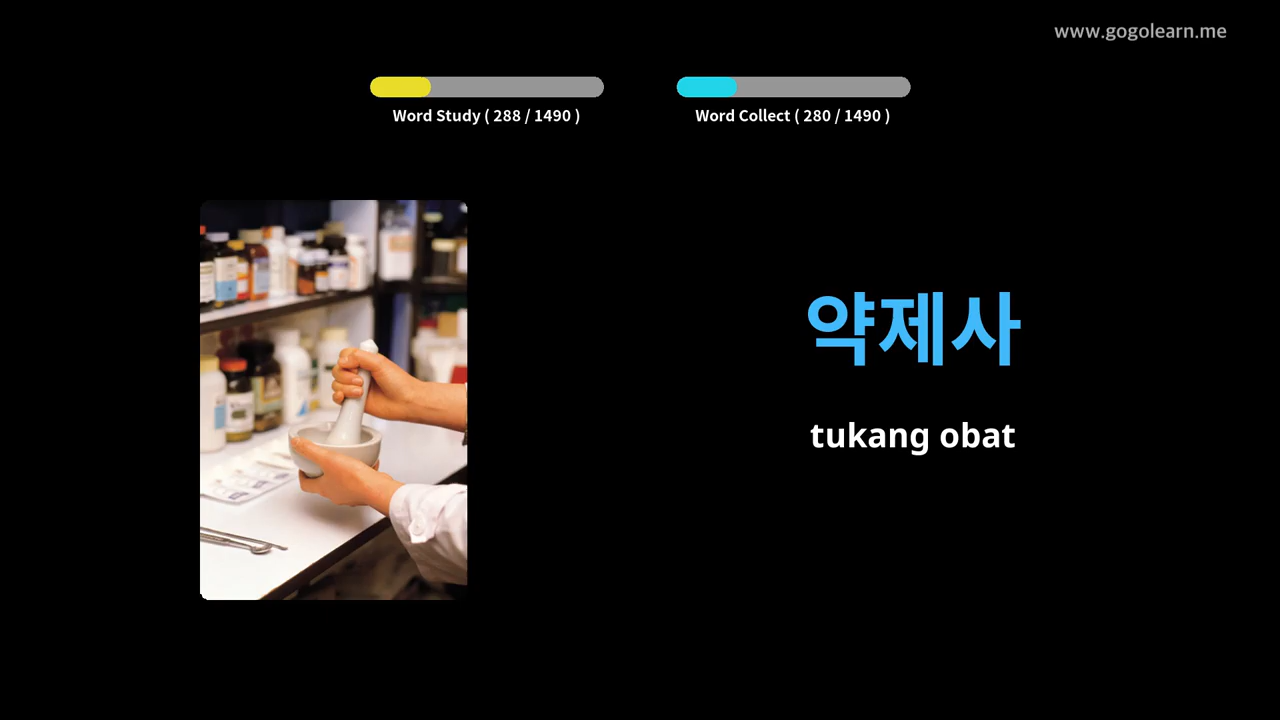 www.gogolearn.me
Word Study ( 288 / 1490 )
Word Collect ( 280 / 1490 )
약제사
tukang obat